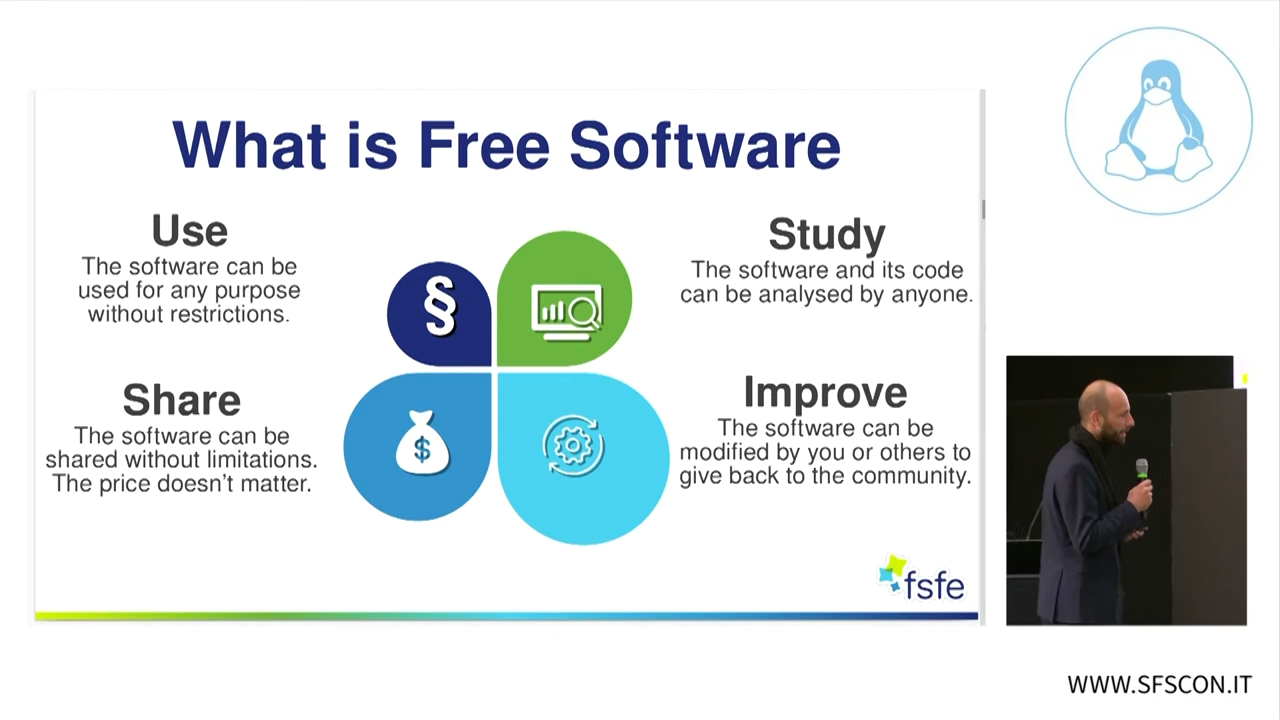 What is Free Software
Use
The software can be
used for any purpose
without restrictions.
Study
The software and its code
can be analysed by anyone.
§
Share
The software can be
shared without limitations.
The price doesn’t matter.
$
Improve
The software can be
modified by you or others to
give back to the community.
fsfe
WWW.SFSCON.IT